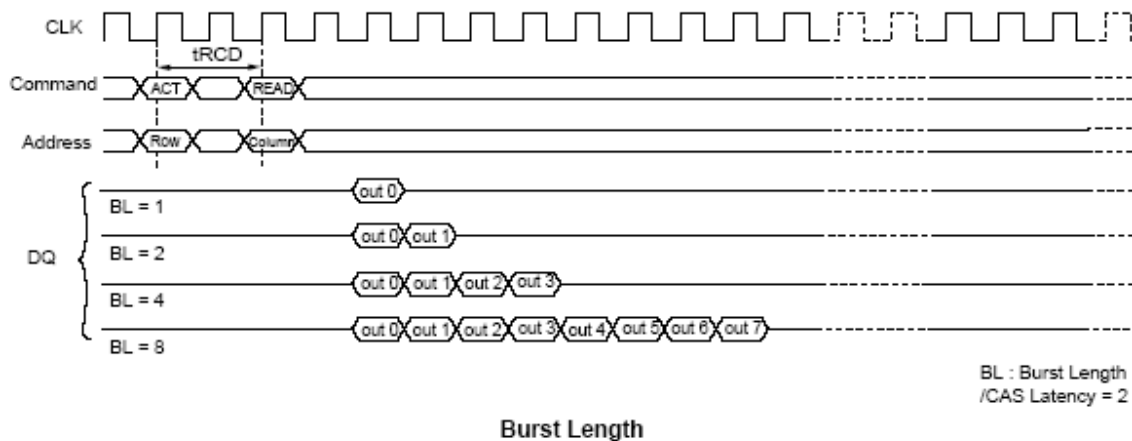 CLK
tRCD
Command ACT READ
Address Row Column
DQ
out 0
BL = 1
out 0 out 1
BL = 2
out 0 out 1 out 2 out 3
BL = 4
out 0 out 1 out 2 out 3 out 4 out 5 out 6 out 7
BL = 8
BL : Burst Length
/CAS Latency = 2
Burst Length